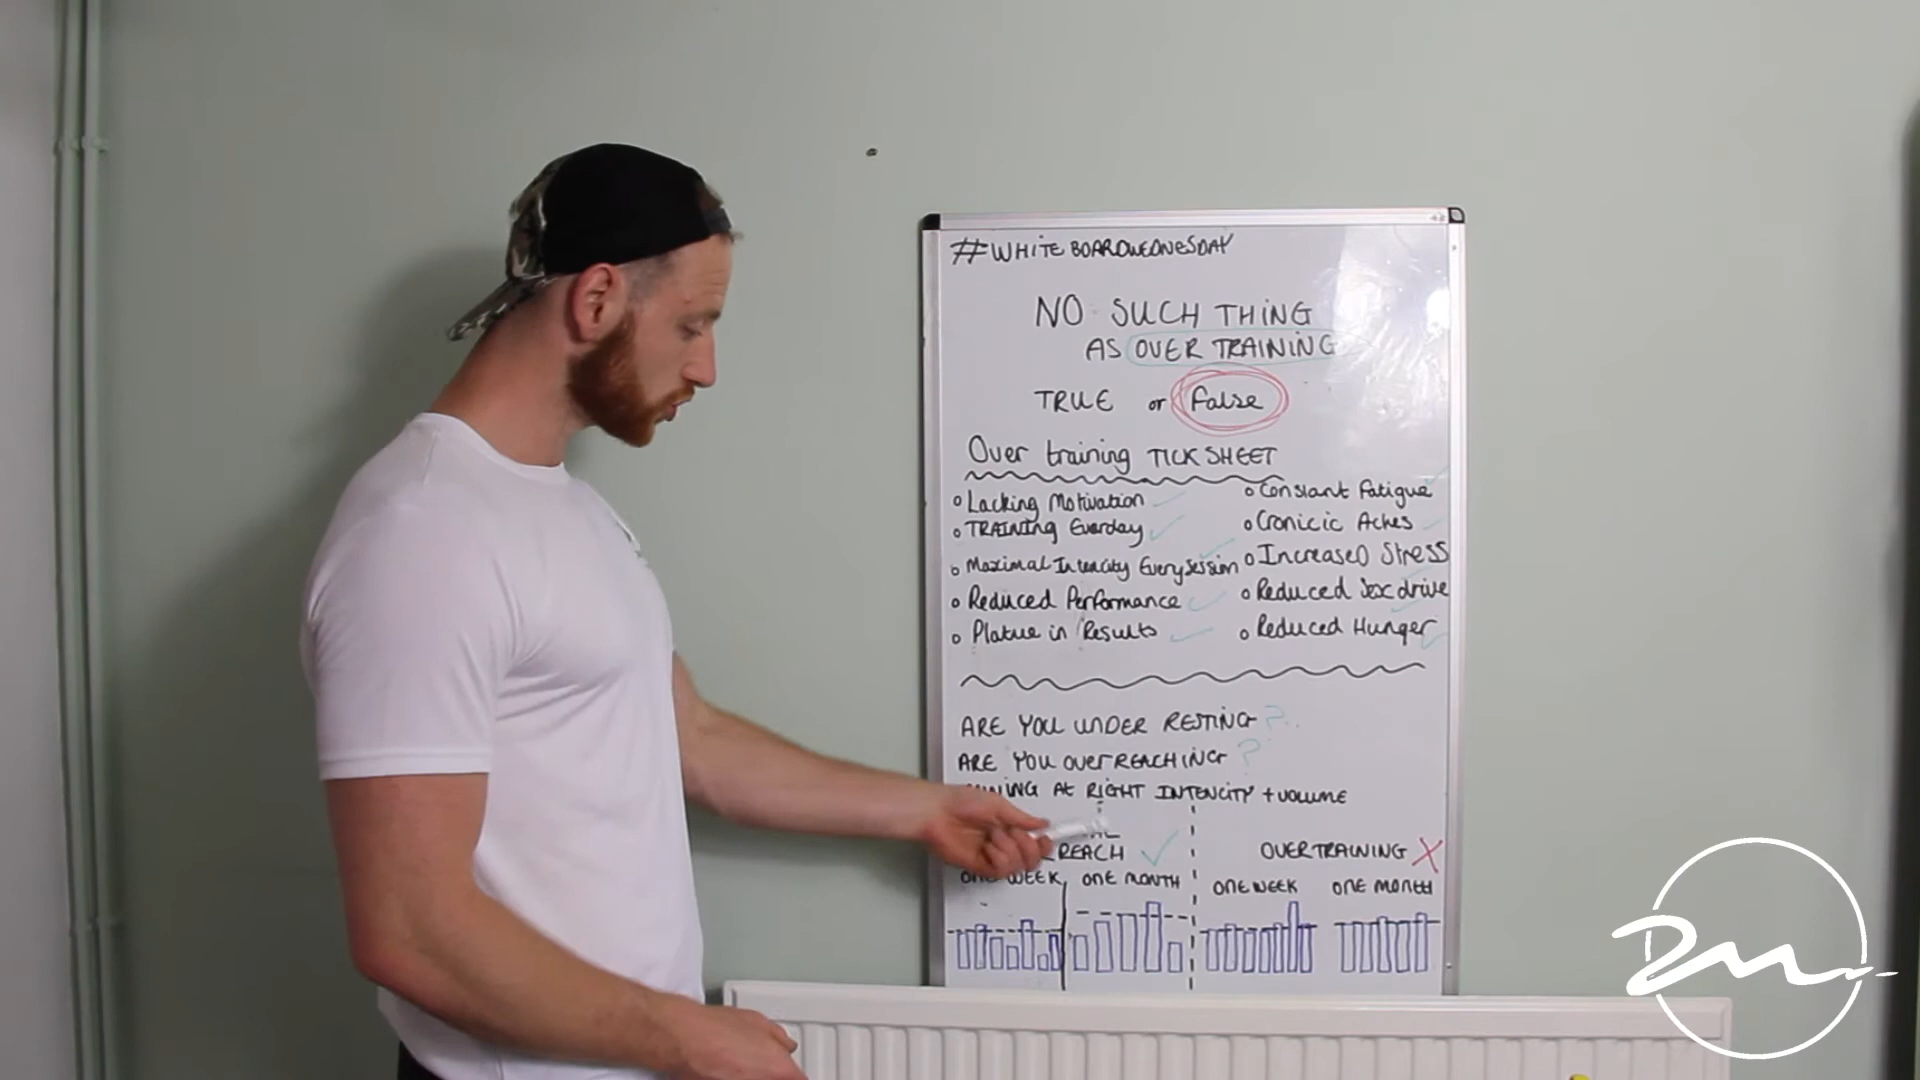 #WHITEBOARDWEDNESDAY
NO SUCH THING
AS OVER TRAINING
TRUE or False
Over training TICK SHEET
o Lacking Motivation
o TRAINING Everday
o Maximal Intencity Every session
o Reduced Performance
o Platue in Results
o Constant Fatigue
o Cronicic Aches
o Increased Stress
o Reduced Sex drive
o Reduced Hunger
ARE YOU UNDER RESTING?
ARE YOU OVERREACHING?
AT RIGHT INTENCITY + VOLUME
REACH
ONE WEEK
ONE MONTH
OVERTRAINING
ONE WEEK
ONE MONTH